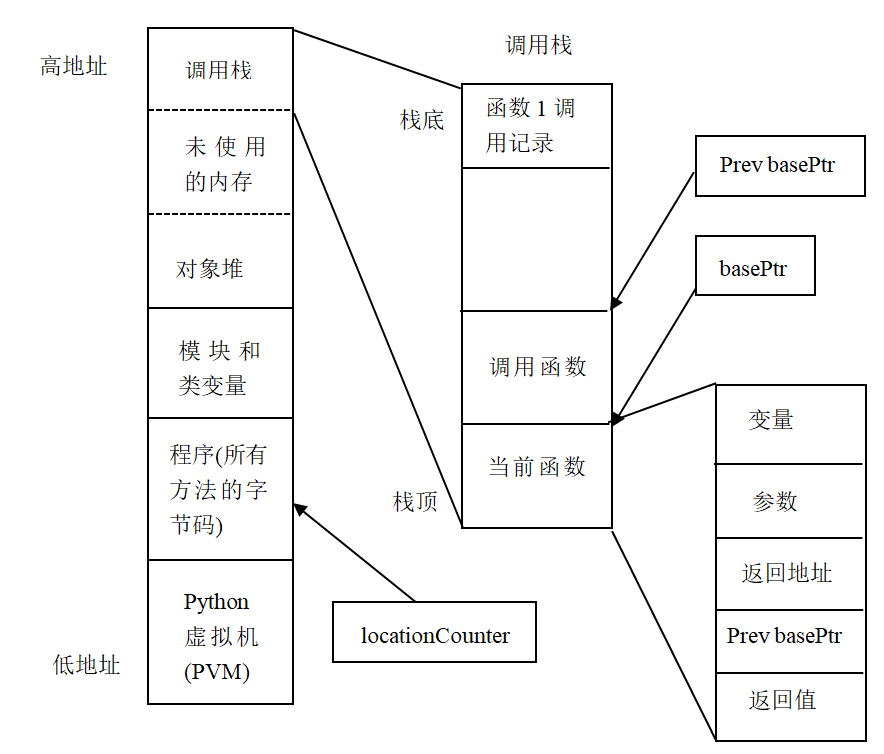 高地址
调用栈
未使用
的内存
对象堆
模块和
类变量
程序(所有
方法的字
节码)
Python
虚拟机
(PVM)
低地址
locationCounter
调用栈
栈底
函数1调
用记录
调用函数
当前函数
栈顶
Prev basePtr
basePtr
变量
参数
返回地址
Prev basePtr
返回值